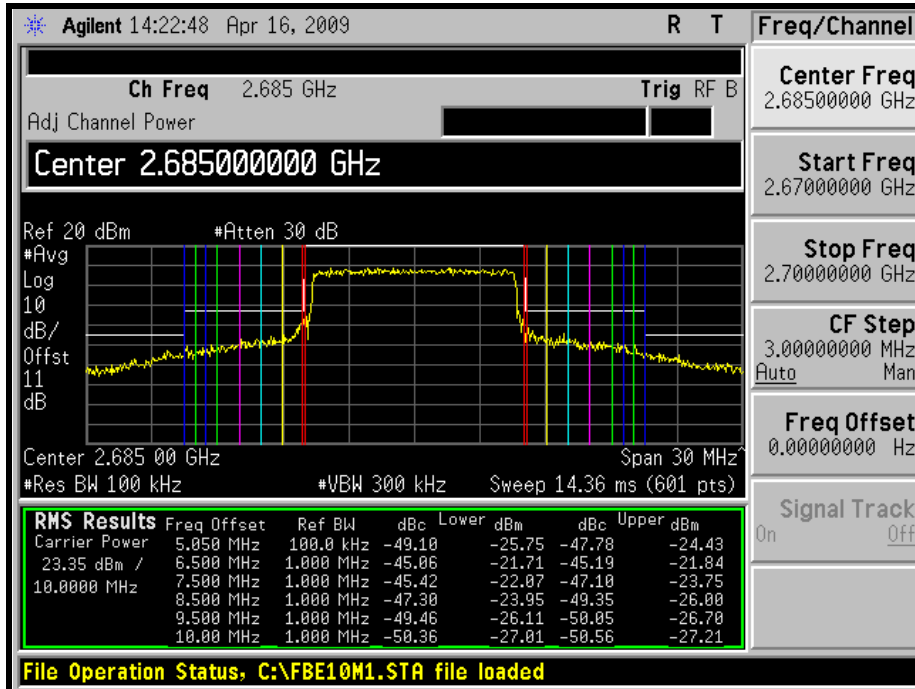 Agilent 14:22:48 Apr 16, 2009 R T
Freq/Channel
Ch Freq 2.685 GHz Trig RF B
Adj Channel Power
Center 2.685000000 GHz
Ref 20 dBm #Atten 30 dB
#Avg
Log
10
dB/
Offst
11
dB
Center 2.685 00 GHz Span 30 MHz^
#Res BW 100 kHz #VBW 300 kHz Sweep 14.36 ms (601 pts)
RMS Results Freq Offset Ref BW dBc Lower dBm dBc Upper dBm
Carrier Power 5.050 MHz 100.0 kHz -49.10 -25.75 -47.78 -24.43
23.35 dBm / 6.500 MHz 1.000 MHz -45.06 -21.71 -45.19 -21.84
10.0000 MHz 7.500 MHz 1.000 MHz -45.42 -22.07 -47.10 -23.75
8.500 MHz 1.000 MHz -47.30 -23.95 -49.35 -26.00
9.500 MHz 1.000 MHz -49.46 -26.11 -50.05 -26.70
10.00 MHz 1.000 MHz -50.36 -27.01 -50.56 -27.21
File Operation Status, C:\FBE10M1.STA file loaded
Center Freq
2.68500000 GHz
Start Freq
2.67000000 GHz
Stop Freq
2.70000000 GHz
CF Step
3.00000000 MHz
Auto Man
Freq Offset
0.00000000 Hz
Signal Track
On Off